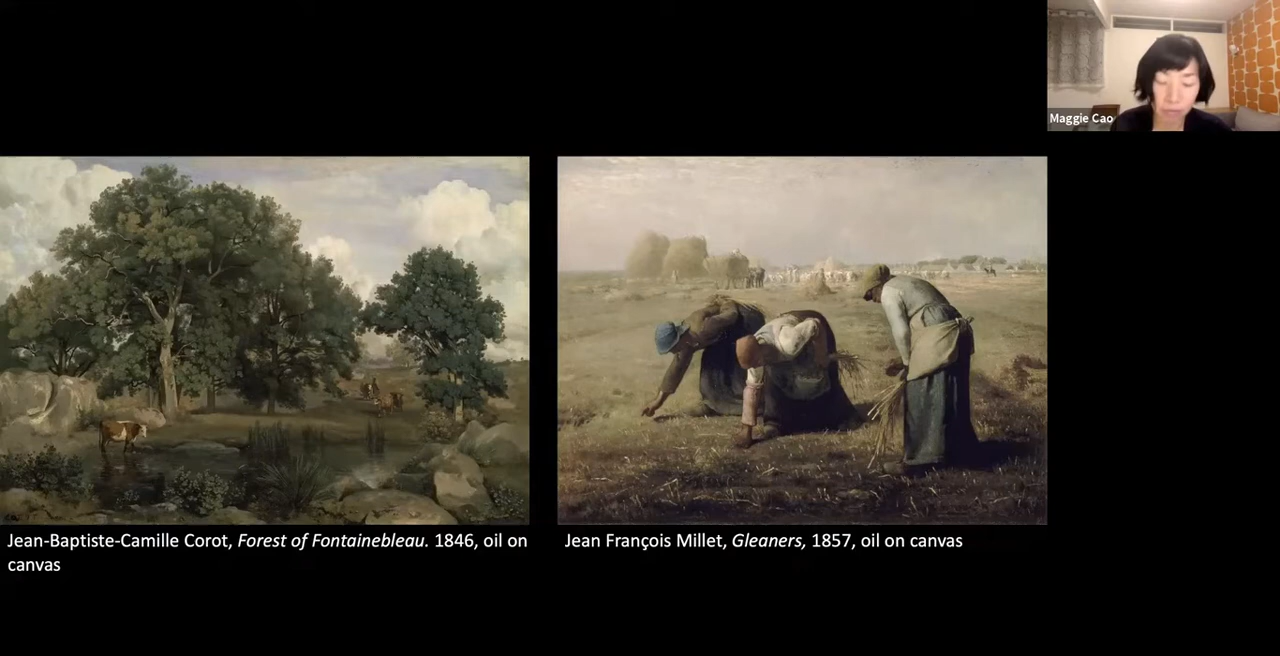 Maggie Cao
Jean-Baptiste-Camille Corot, Forest of Fontainebleau. 1846, oil on
canvas
Jean François Millet, Gleaners, 1857, oil on canvas